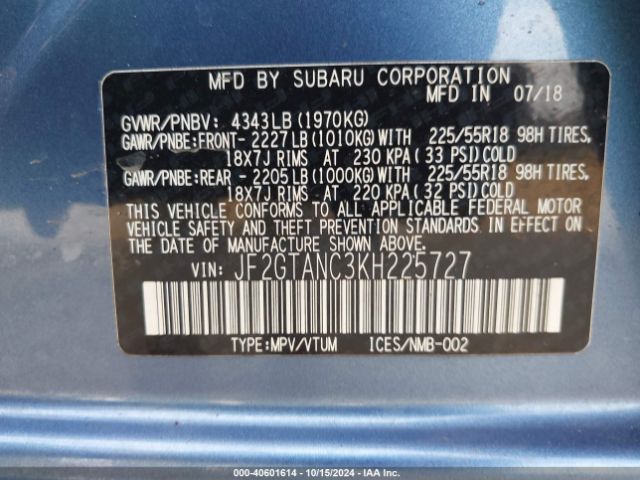 MFD BY SUBARU CORPORATION
MFD IN 07/18
GVWR/PNBV: 4343LB(1970KG)
GAWR/PNBE:FRONT- 2227LB(1010KG)WITH 225/55R18 98H TIRES,
18X7J RIMS AT 230 KPA(33 PSI)COLD
GAWR/PNBE:REAR - 2205LB(1000KG)WITH 225/55R18 98H TIRES,
18X7J RIMS AT 220 KPA(32 PSI)COLD
THIS VEHICLE CONFORMS TO ALL APPLICABLE FEDERAL MOTOR
VEHICLE SAFETY AND THEFT PREVENTION STANDARDS IN EFFECT ON
THE DATE OF MANUFACTURE SHOWN ABOVE.
VIN: JF2GTANC3KH225727
TYPE:MPV/VTUM ICES/NMB-002
000-40601614 | 10/15/2024 | IAA, Inc.